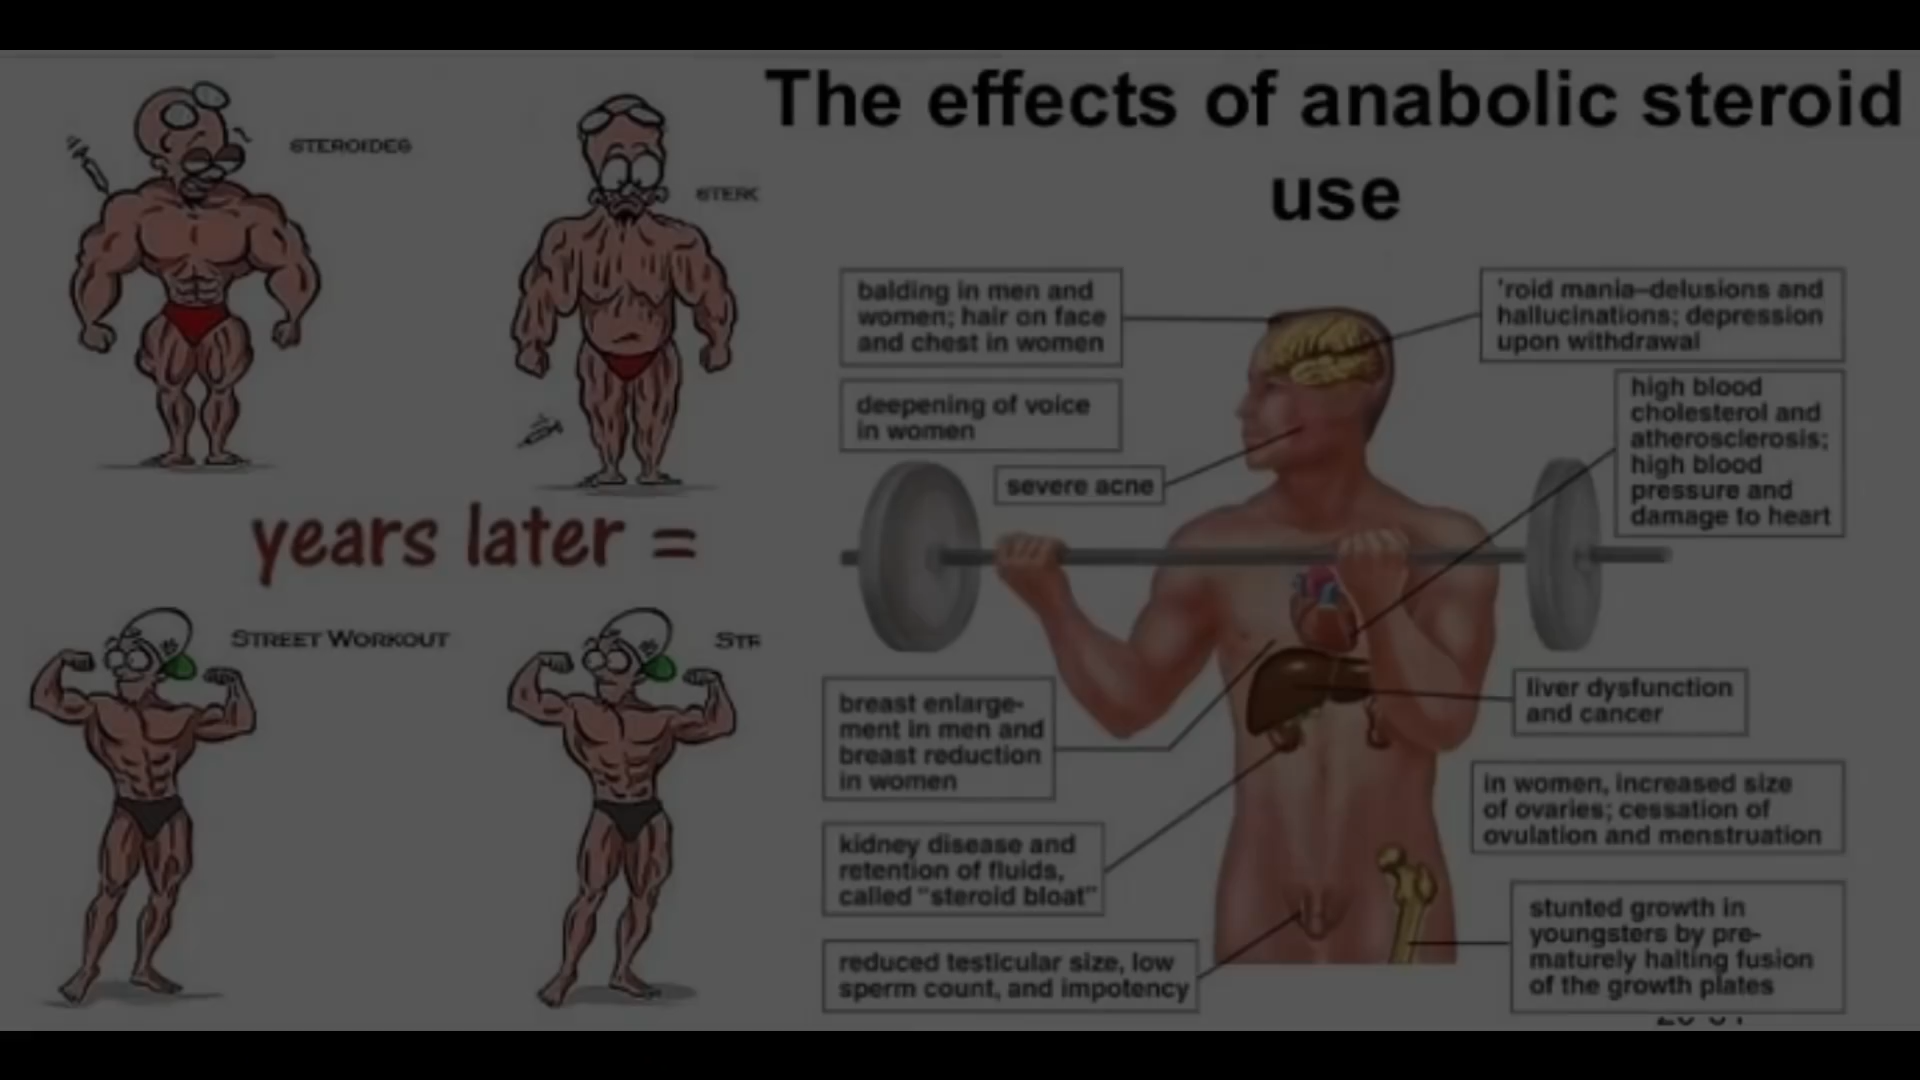 The effects of anabolic steroid
use
STEROIDES
years later =
STREET WORKOUT
balding in men and
women; hair on face
and chest in women
deepening of voice
in women
severe acne
breast enlarge-
ment in men and
breast reduction
in women
kidney disease and
retention of fluids,
called "steroid bloat"
reduced testicular size, low
sperm count, and impotency
'roid mania–delusions and
hallucinations; depression
upon withdrawal
high blood
cholesterol and
atherosclerosis;
high blood
pressure and
damage to heart
liver dysfunction
and cancer
in women, increased size
of ovaries; cessation of
ovulation and menstruation
stunted growth in
youngsters by pre-
maturely halting fusion
of the growth plates